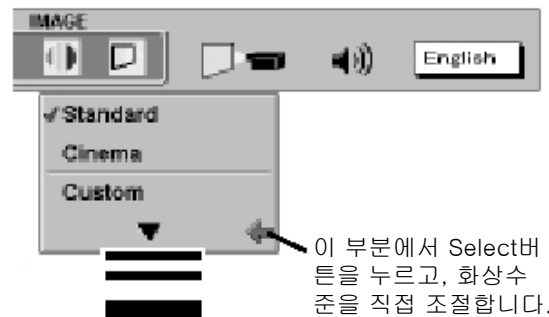 IMAGE
English
Standard
Cinema
Custom
이 부분에서 Select버
튼을 누르고, 화상수
준을 직접 조절합니다.